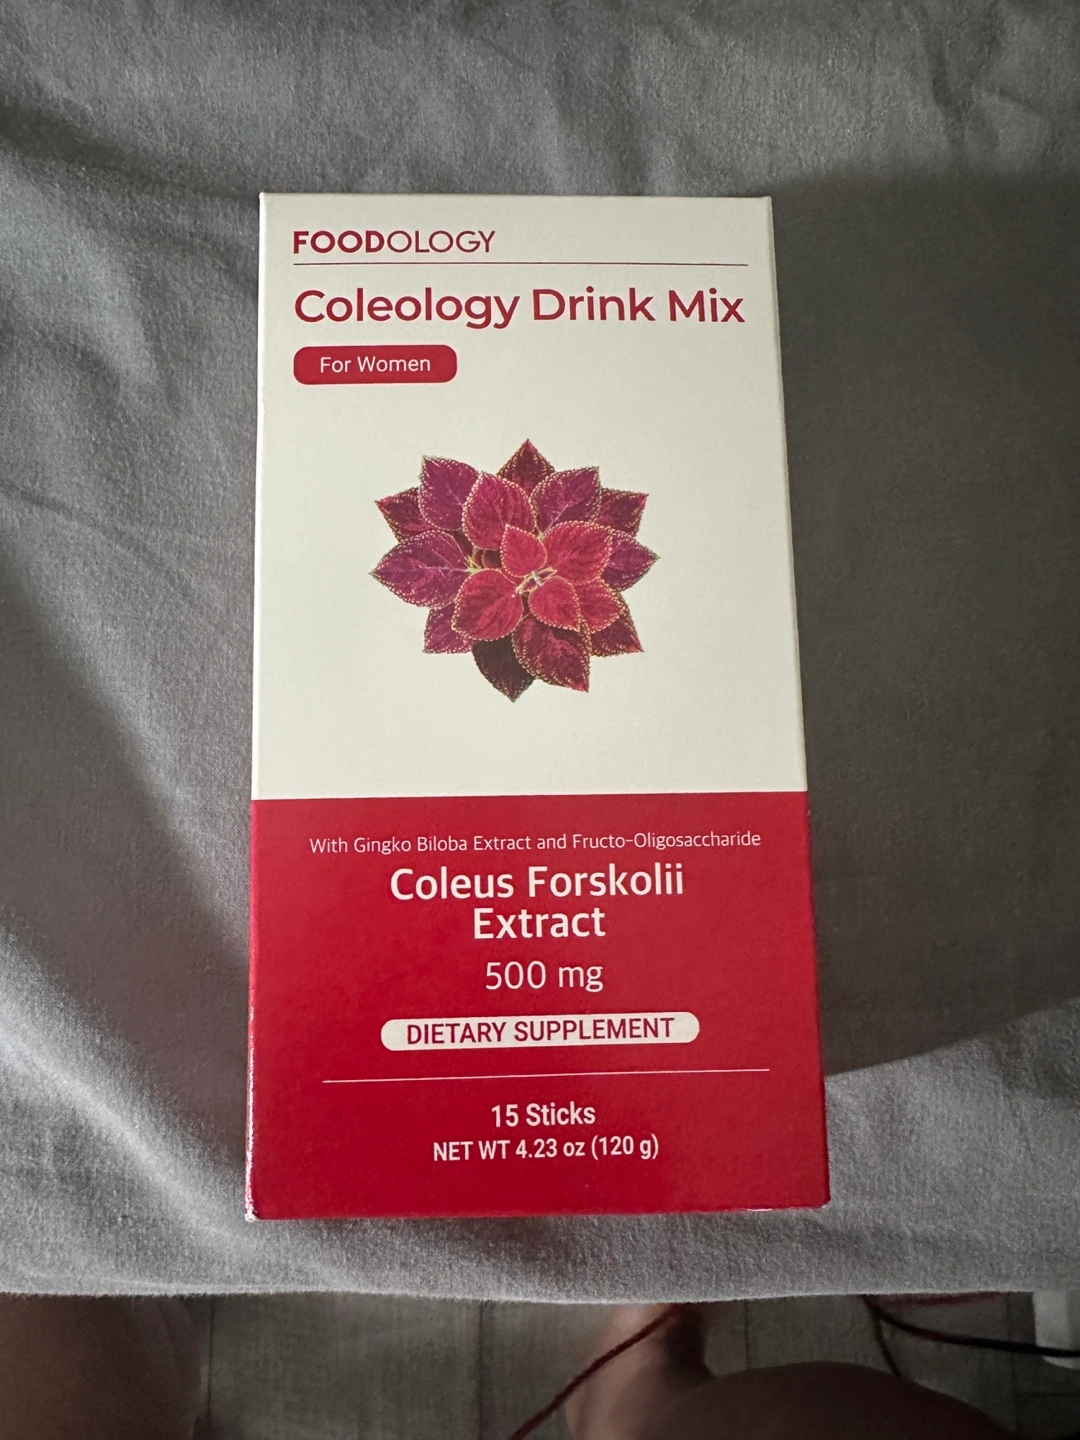 FOODOLOGY
Coleology Drink Mix
For Women
With Gingko Biloba Extract and Fructo-Oligosaccharide
Coleus Forskolii
Extract
500 mg
DIETARY SUPPLEMENT
15 Sticks
NET WT 4.23 oz (120 g)